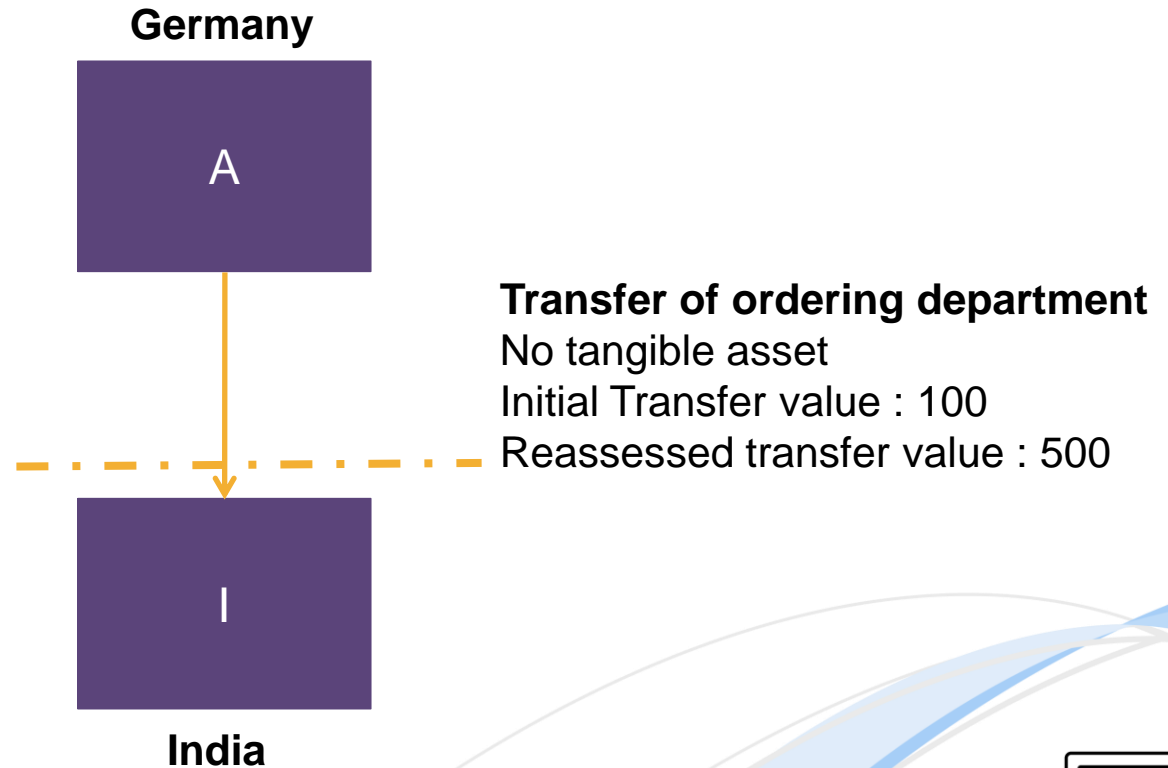 Germany
A
Transfer of ordering department
No tangible asset
Initial Transfer value : 100
Reassessed transfer value : 500
I
India